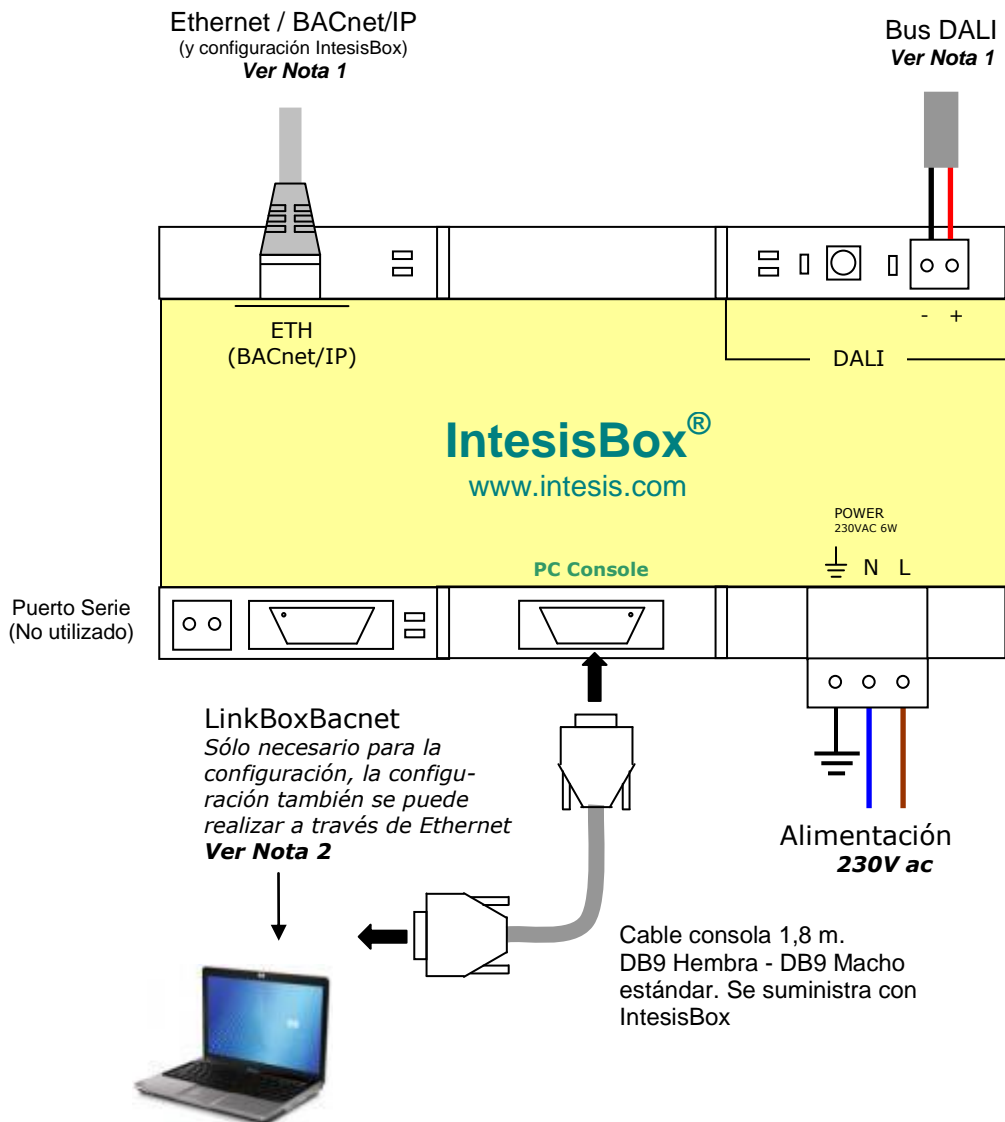 Ethernet / BACnet/IP
(y configuración IntesisBox)
Ver Nota 1
Bus DALI
Ver Nota 1
ETH
(BACnet/IP)
- +
DALI
IntesisBox®
www.intesis.com
POWER
230VAC 6W
N L
PC Console
Puerto Serie
(No utilizado)
LinkBoxBacnet
Sólo necesario para la
configuración, la configu-
ración también se puede
realizar a través de Ethernet
Ver Nota 2
Alimentación
230V ac
Cable consola 1,8 m.
DB9 Hembra - DB9 Macho
estándar. Se suministra con
IntesisBox